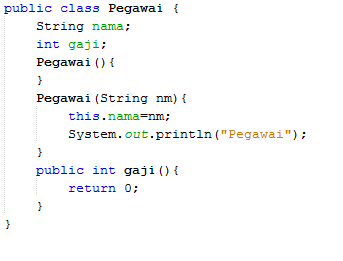 public class Pegawai {
String nama;
int gaji;
Pegawai(){
}
Pegawai(String nm){
this.nama=nm;
System.out.println("Pegawai");
}
public int gaji(){
return 0;
}
}